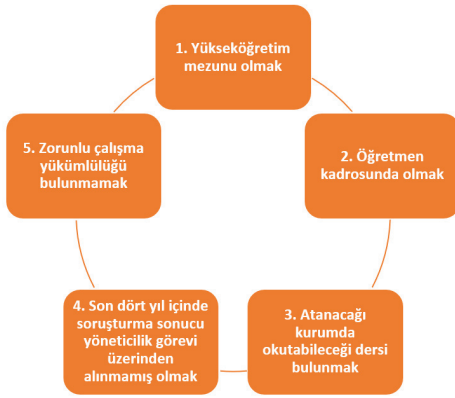 1. Yükseköğretim
mezunu olmak
2. Öğretmen
kadrosunda olmak
3. Atanacağı
kurumda
okutabileceği dersi
bulunmak
4. Son dört yıl içinde
soruşturma sonucu
yöneticilik görevi
üzerinden
alınmamış olmak
5. Zorunlu çalışma
yükümlülüğü
bulunmamak